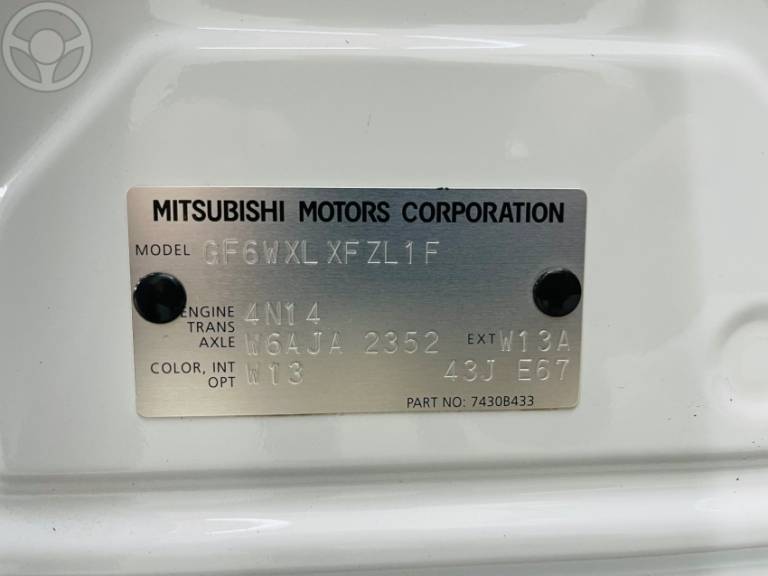 MITSUBISHI MOTORS CORPORATION
MODEL GF6WXLXFZL1F
ENGINE 4N14
TRANS
AXLE W6AJA 2352 EXT W13A
COLOR, INT W13 43J E67
OPT
PART NO: 7430B433